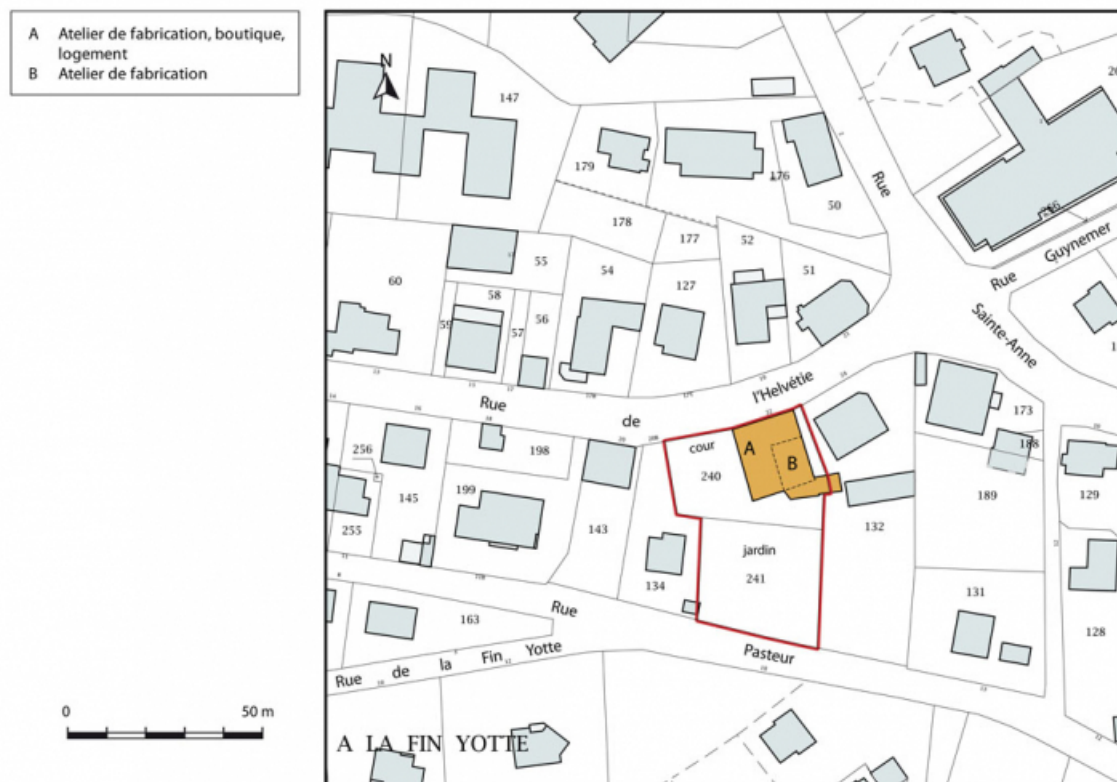 A Atelier de fabrication, boutique,
logement
B Atelier de fabrication
N
147
179
176
50
178
177
52
51
55
54
127
60
58
59
57
56
Rue
Guynemer
Rue
Sainte-Anne
Rue
de
l'Helvétie
173
188
189
129
256
198
cour
A
B
240
145
199
143
132
255
jardin
241
134
131
128
163
Rue
Pasteur
Rue de la Fin Yotte
0 50 m
A LA FIN YOTTE